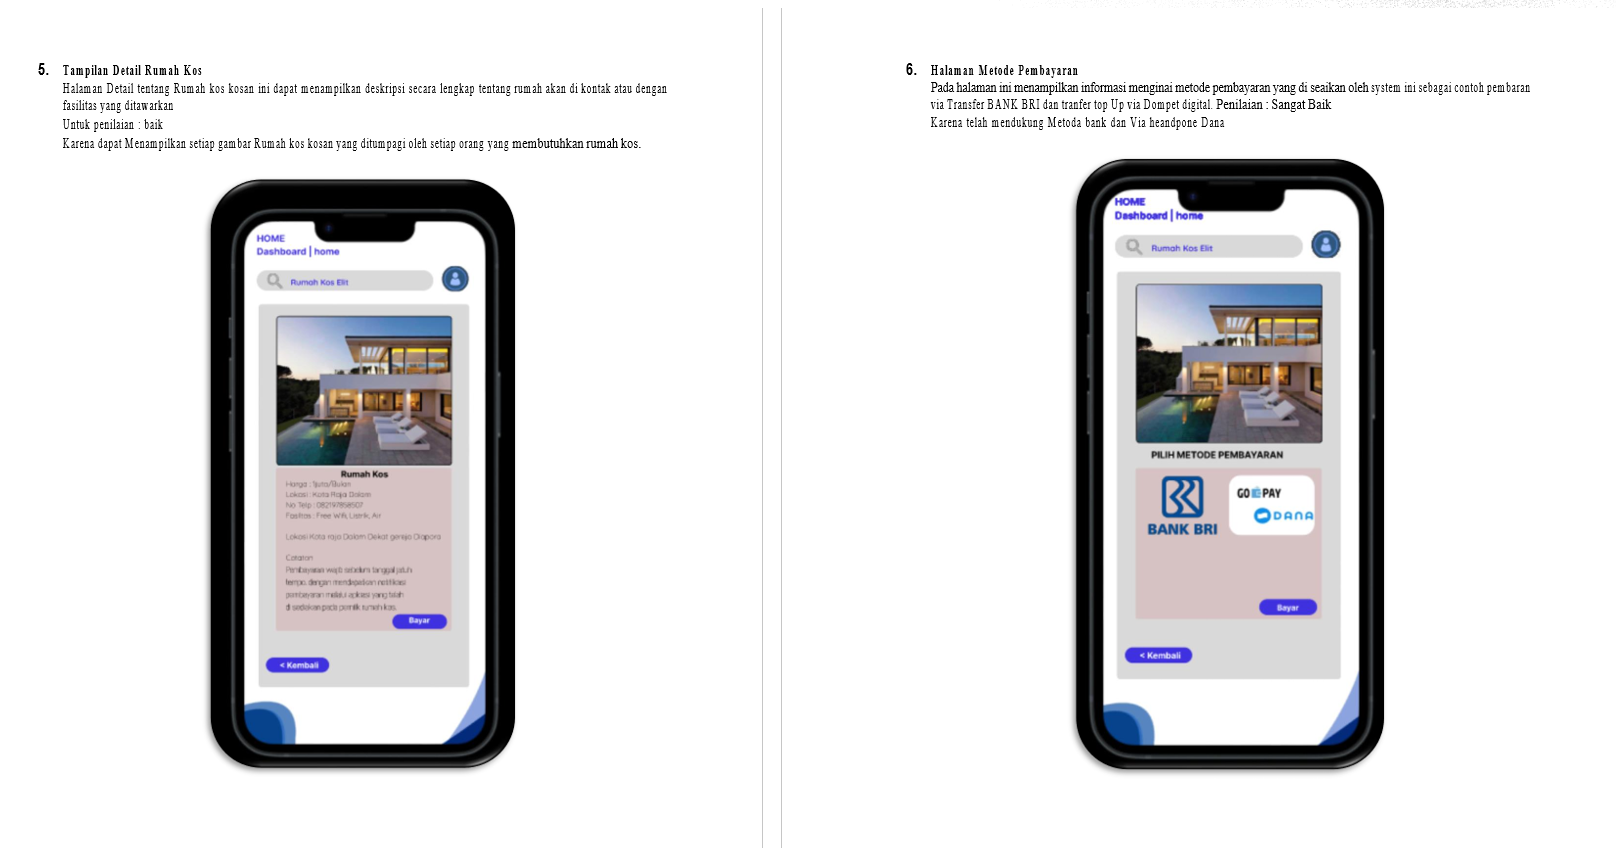 5. Tampilan Detail Rumah Kos
Halaman Detail tentang Rumah kos kosan ini dapat menampilkan deskripsi secara lengkap tentang rumah akan di kontak atau dengan
fasilitas yang ditawarkan
Untuk penilaian : baik
Karena dapat Menampilkan setiap gambar Rumah kos kosan yang ditumpagi oleh setiap orang yang membutuhkan rumah kos.
HOME
Dashboard | home
Rumah Kos Elit
Rumah Kos
Harga : 1juta/Bulan
Lokasi : Kota Raja Dalam
No Telp : 082197858507
Fasitas : Free Wifi, Listrik, Air
Lokasi Kota raja Dalam Dekat gereja Diapora
Catatan
Pembayaran wajib sebelum tanggal jatuh
tempo. dengan mendapatkan notifikasi
pembayaran melalui aplikasi yang telah
di sediakan pada pemilik rumah kos.
Bayar
< Kembali
6. Halaman Metode Pembayaran
Pada halaman ini menampilkan informasi menginai metode pembayaran yang di seaikan oleh system ini sebagai contoh pembaran
via Transfer BANK BRI dan tranfer top Up via Dompet digital. Penilaian : Sangat Baik
Karena telah mendukung Metoda bank dan Via heandpone Dana
HOME
Dashboard | home
Rumah Kos Elit
PILIH METODE PEMBAYARAN
BANK BRI
GO PAY
DANA
Bayar
< Kembali